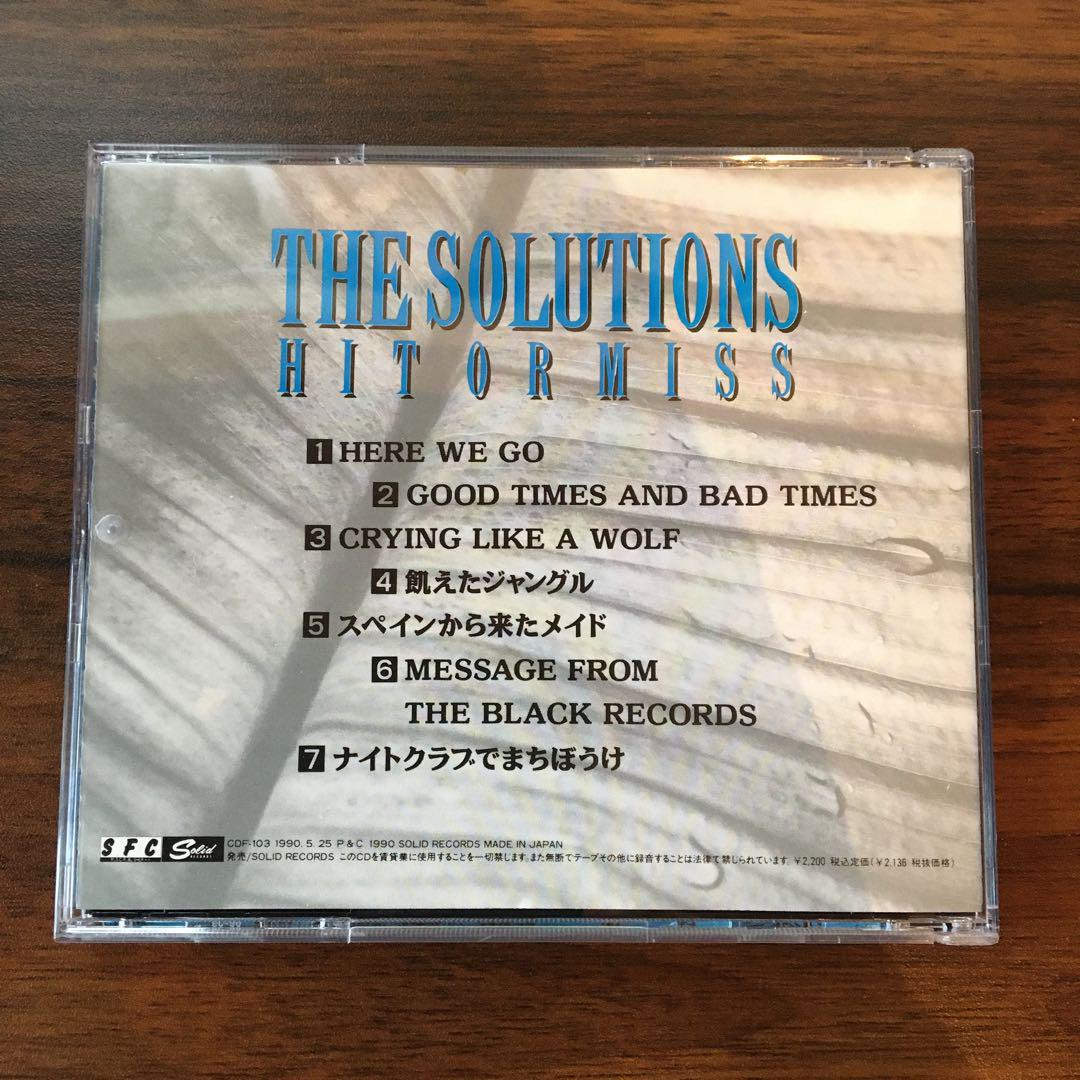 THE SOLUTIONS
HIT OR MISS
1 HERE WE GO
2 GOOD TIMES AND BAD TIMES
3 CRYING LIKE A WOLF
4 飢えたジャングル
5 スペインから来たメイド
6 MESSAGE FROM
THE BLACK RECORDS
7 ナイトクラブでまちぼうけ
SFC Solid RECORDS CDF-103 1990. 5. 25 P & C 1990 SOLID RECORDS MADE IN JAPAN
発売/SOLID RECORDS このCDを賃貸業に使用することを一切禁じます。また無断でテープその他に録音することは法律で禁じられています。 ¥2,200 税込定価(¥2,136 税抜価格)